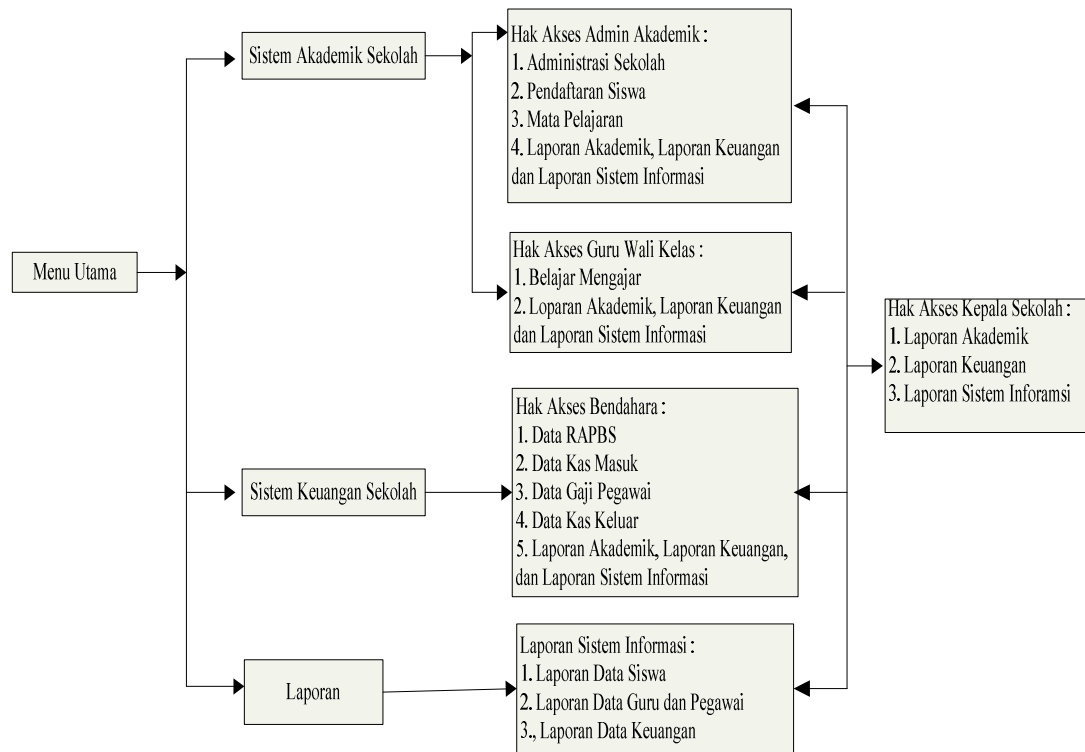 Menu Utama
Sistem Akademik Sekolah
Hak Akses Admin Akademik :
1. Administrasi Sekolah
2. Pendaftaran Siswa
3. Mata Pelajaran
4. Laporan Akademik, Laporan Keuangan
dan Laporan Sistem Informasi
Hak Akses Guru Wali Kelas :
1. Belajar Mengajar
2. Loparan Akademik, Laporan Keuangan
dan Laporan Sistem Informasi
Sistem Keuangan Sekolah
Hak Akses Bendahara :
1. Data RAPBS
2. Data Kas Masuk
3. Data Gaji Pegawai
4. Data Kas Keluar
5. Laporan Akademik, Laporan Keuangan,
dan Laporan Sistem Informasi
Laporan
Laporan Sistem Informasi :
1. Laporan Data Siswa
2. Laporan Data Guru dan Pegawai
3., Laporan Data Keuangan
Hak Akses Kepala Sekolah :
1. Laporan Akademik
2. Laporan Keuangan
3. Laporan Sistem Inforamsi